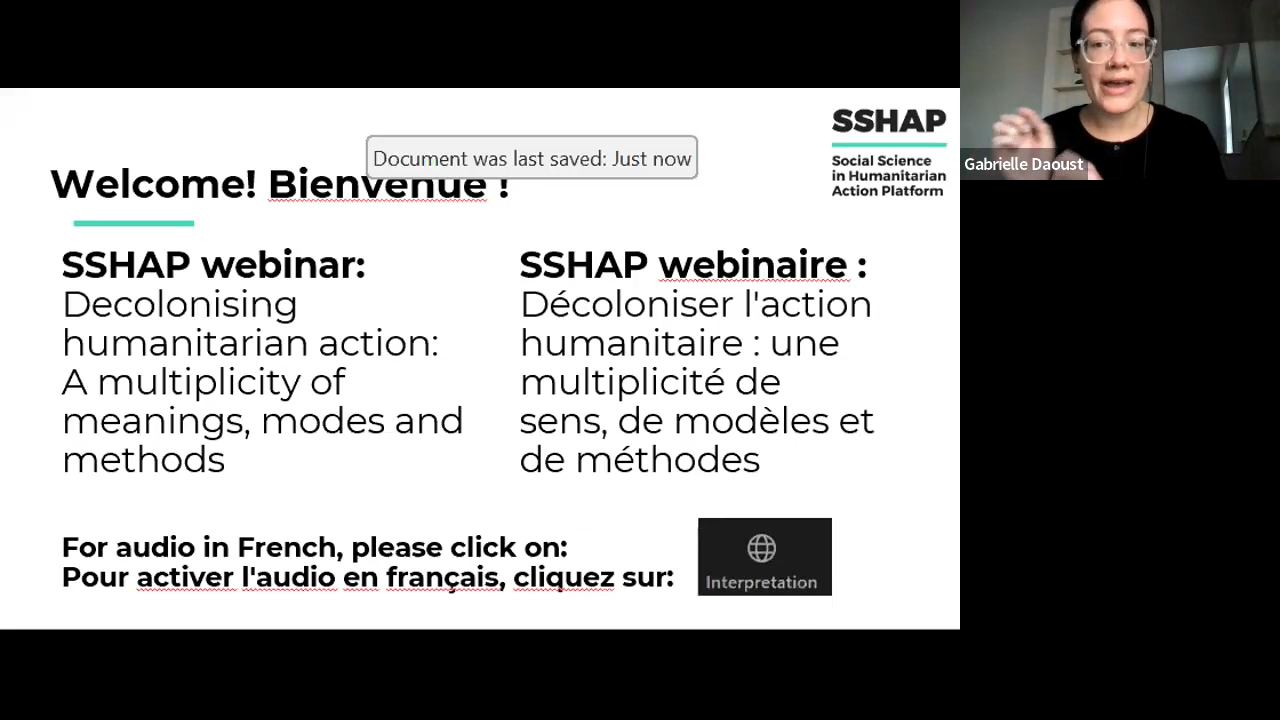 Document was last saved: Just now
Welcome! Bienvenue !
SSHAP
Social Science
in Humanitarian
Action Platform
Gabrielle Daoust
SSHAP webinar:
Decolonising
humanitarian action:
A multiplicity of
meanings, modes and
methods
SSHAP webinaire :
Décoloniser l'action
humanitaire : une
multiplicité de
sens, de modèles et
de méthodes
For audio in French, please click on:
Pour activer l'audio en français, cliquez sur:
Interpretation